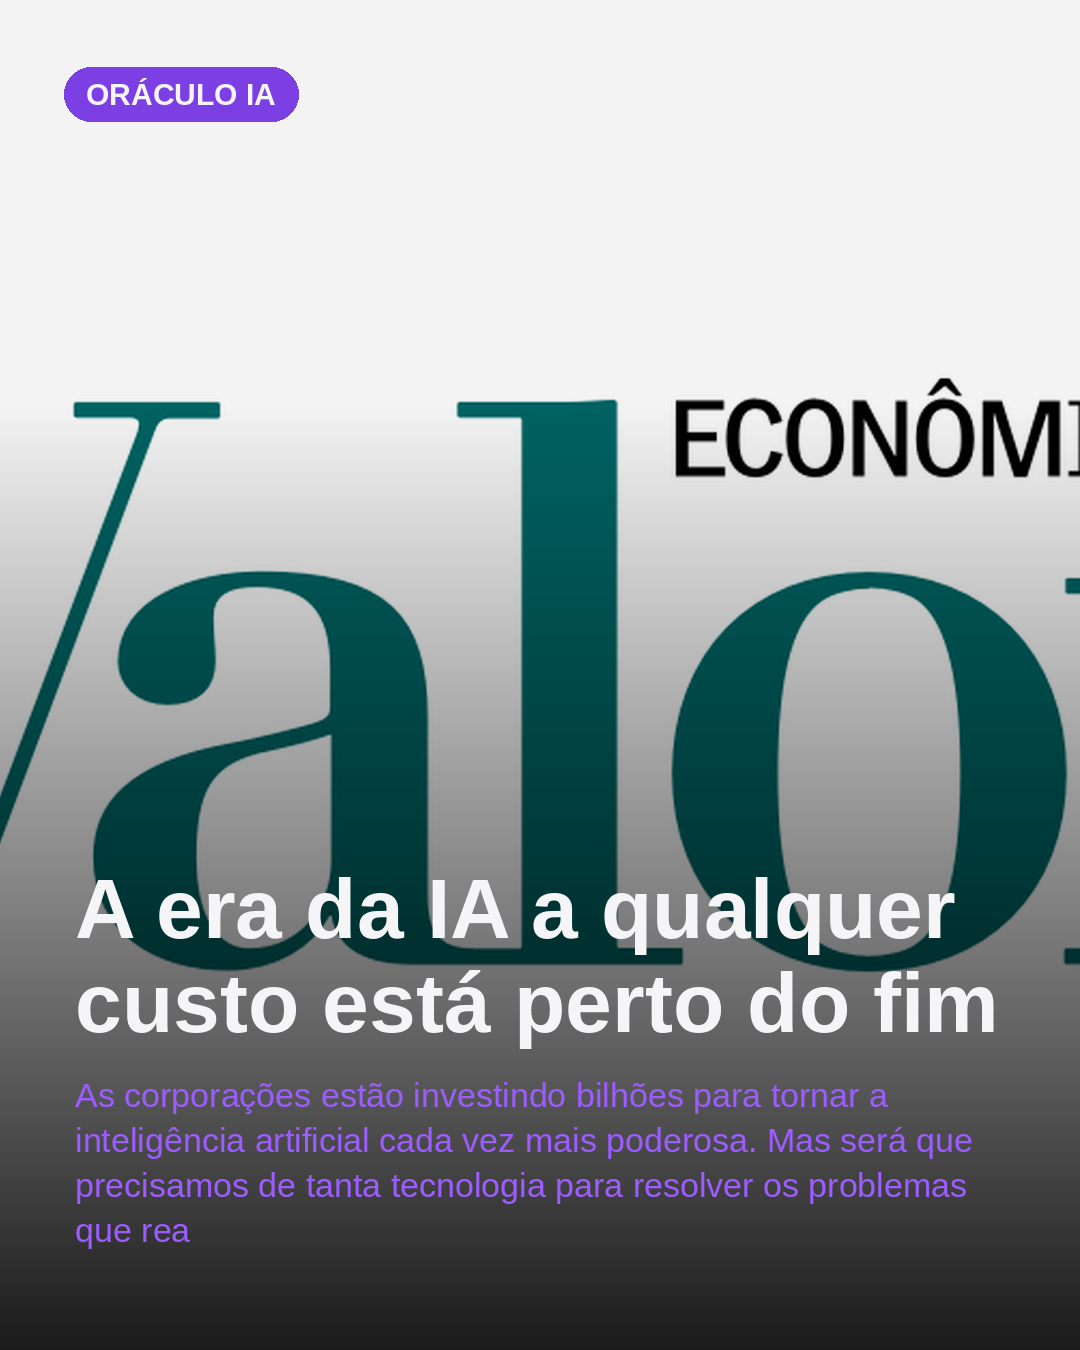 ORÁCULO IA
ECONÔMI
Valor
A era da IA a qualquer
custo está perto do fim
As corporações estão investindo bilhões para tornar a
inteligência artificial cada vez mais poderosa. Mas será que
precisamos de tanta tecnologia para resolver os problemas
que rea